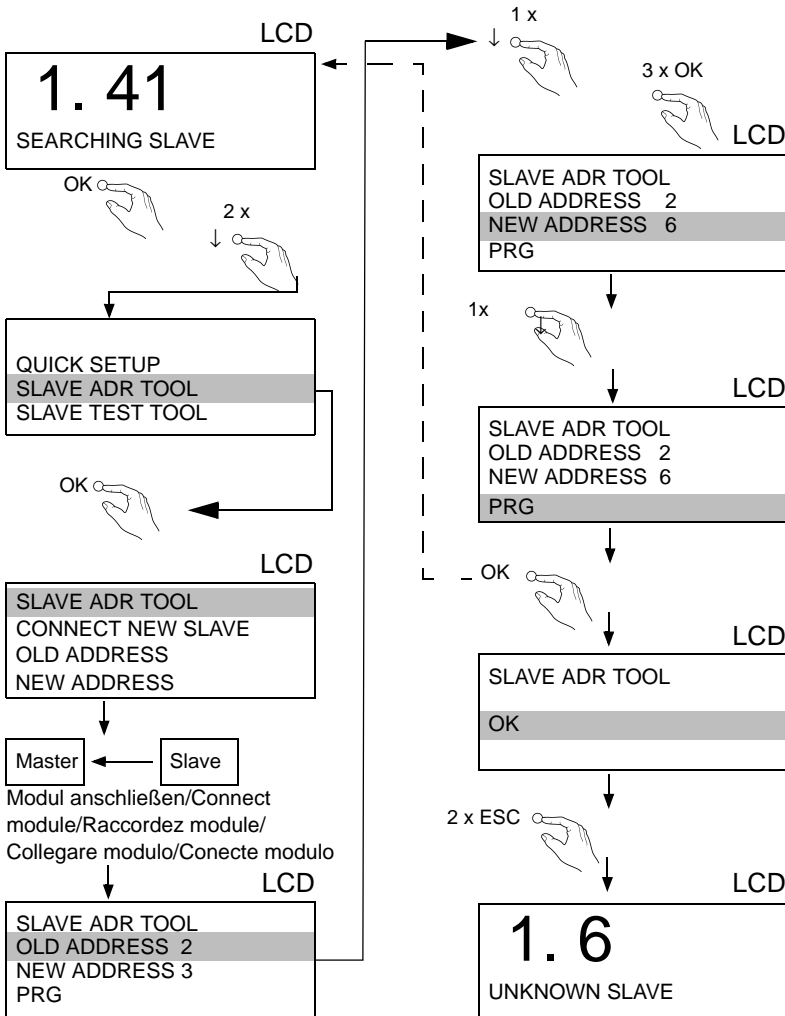 LCD
1. 41
SEARCHING SLAVE
OK
2 x
↓
QUICK SETUP
SLAVE ADR TOOL
SLAVE TEST TOOL
OK
LCD
SLAVE ADR TOOL
CONNECT NEW SLAVE
OLD ADDRESS
NEW ADDRESS
Master
Slave
Modul anschließen/Connect
module/Raccordez module/
Collegare modulo/Conecte modulo
LCD
SLAVE ADR TOOL
OLD ADDRESS 2
NEW ADDRESS 3
PRG
1 x
↓
3 x OK
LCD
SLAVE ADR TOOL
OLD ADDRESS 2
NEW ADDRESS 6
PRG
1x
↓
LCD
SLAVE ADR TOOL
OLD ADDRESS 2
NEW ADDRESS 6
PRG
OK
LCD
SLAVE ADR TOOL
OK
2 x ESC
LCD
1. 6
UNKNOWN SLAVE